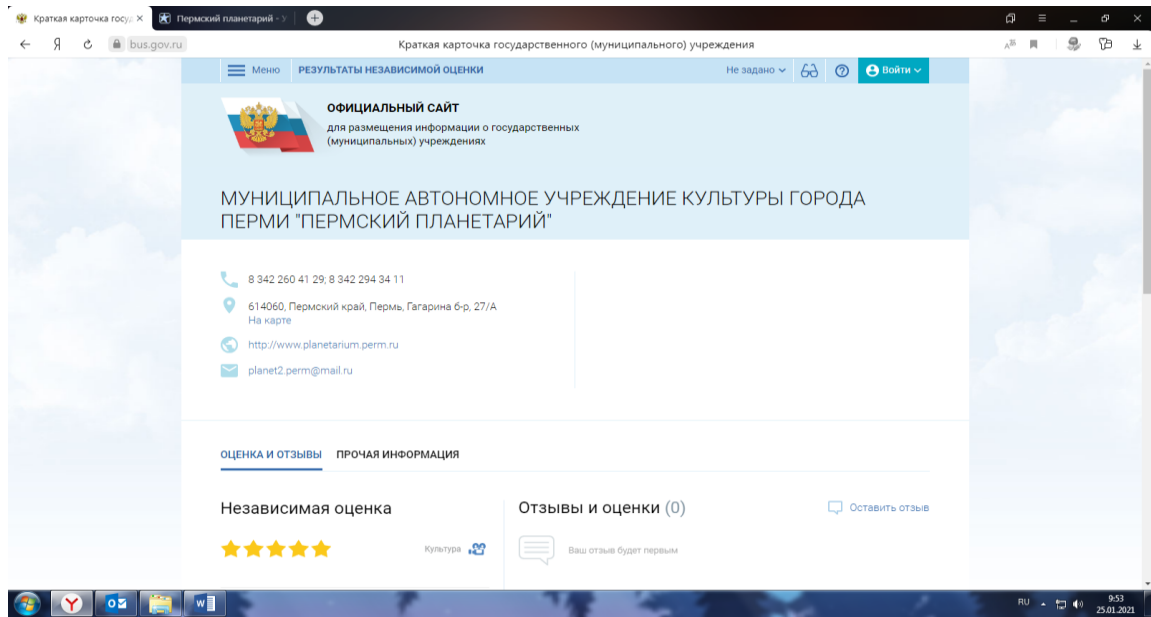 Краткая карточка госуд
Пермский планетарий - У
bus.gov.ru
Краткая карточка государственного (муниципального) учреждения
Меню
РЕЗУЛЬТАТЫ НЕЗАВИСИМОЙ ОЦЕНКИ
Не задано
Войти
ОФИЦИАЛЬНЫЙ САЙТ
для размещения информации о государственных
(муниципальных) учреждениях
МУНИЦИПАЛЬНОЕ АВТОНОМНОЕ УЧРЕЖДЕНИЕ КУЛЬТУРЫ ГОРОДА
ПЕРМИ "ПЕРМСКИЙ ПЛАНЕТАРИЙ"
8 342 260 41 29; 8 342 294 34 11
614060, Пермский край, Пермь, Гагарина б-р, 27/А
На карте
http://www.planetarium.perm.ru
planet2.perm@mail.ru
ОЦЕНКА И ОТЗЫВЫ
ПРОЧАЯ ИНФОРМАЦИЯ
Независимая оценка
Культура
Отзывы и оценки (0)
Оставить отзыв
Ваш отзыв будет первым
RU
9:53
25.01.2021